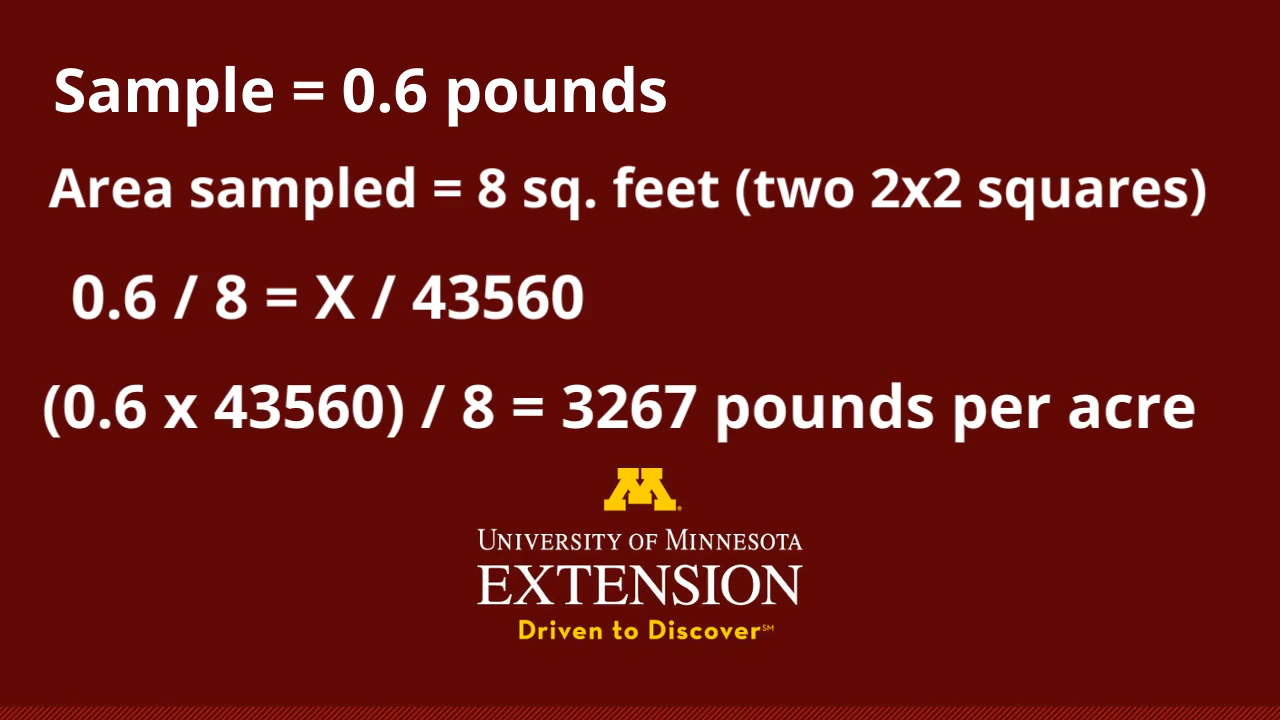 Sample = 0.6 pounds
Area sampled = 8 sq. feet (two 2x2 squares)
0.6 / 8 = X / 43560
(0.6 x 43560) / 8 = 3267 pounds per acre
M
UNIVERSITY OF MINNESOTA
EXTENSION
Driven to Discover℠